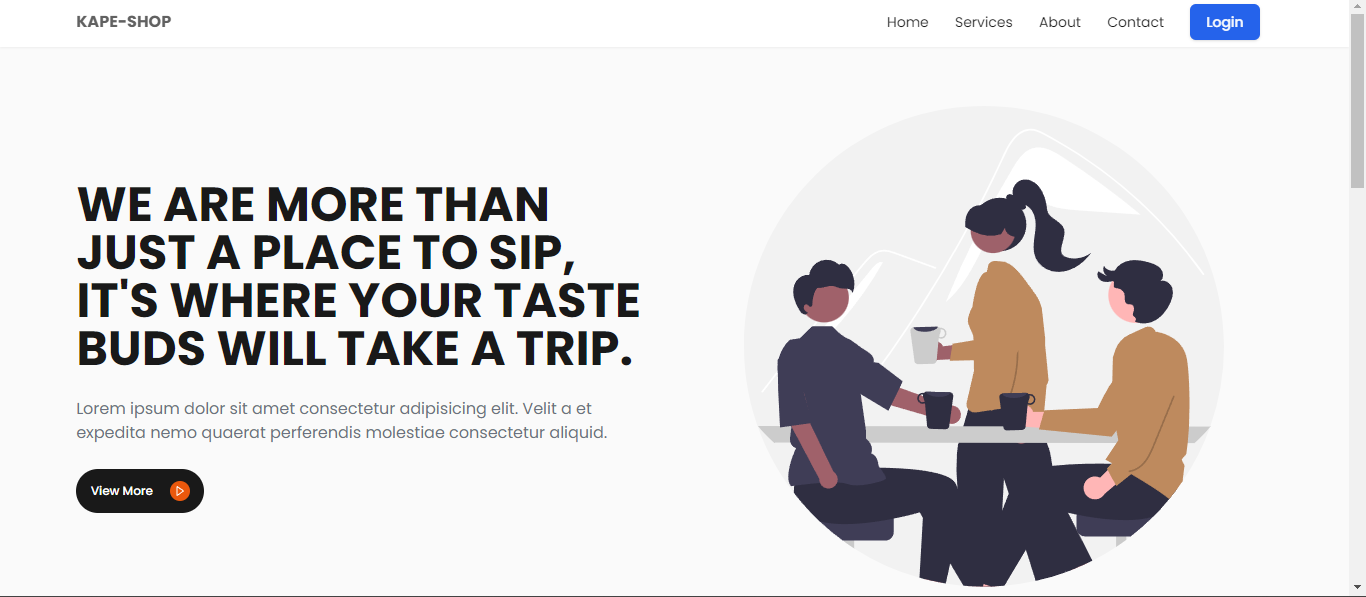 KAPE-SHOP
Home Services About Contact Login
WE ARE MORE THAN
JUST A PLACE TO SIP,
IT'S WHERE YOUR TASTE
BUDS WILL TAKE A TRIP.
Lorem ipsum dolor sit amet consectetur adipisicing elit. Velit a et
expedita nemo quaerat perferendis molestiae consectetur aliquid.
View More